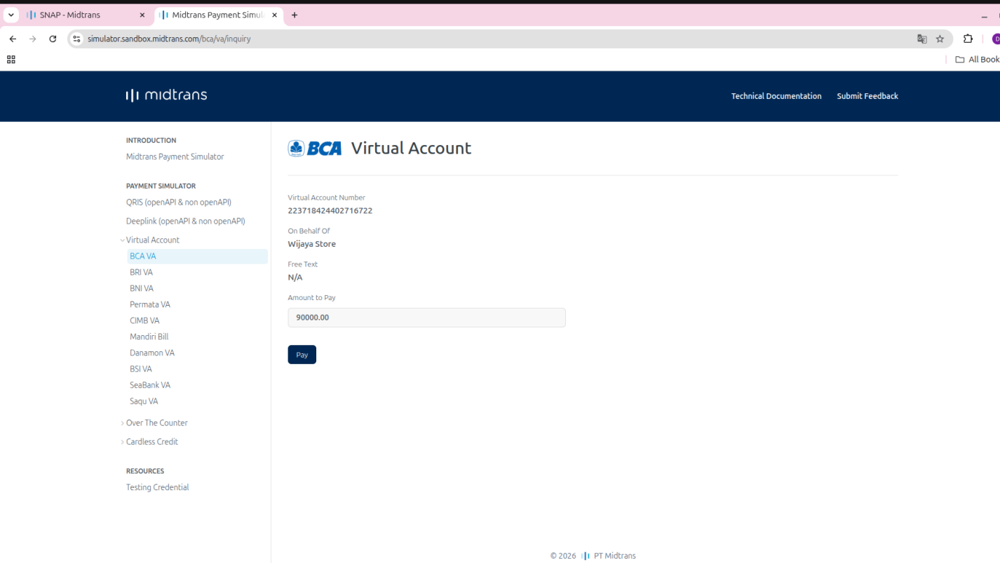 SNAP - Midtrans
Midtrans Payment Simul
simulator.sandbox.midtrans.com/bca/va/inquiry
D
All Book
midtrans
Technical Documentation
Submit Feedback
INTRODUCTION
Midtrans Payment Simulator
PAYMENT SIMULATOR
QRIS (openAPI & non openAPI)
Deeplink (openAPI & non openAPI)
Virtual Account
BCA VA
BRI VA
BNI VA
Permata VA
CIMB VA
Mandiri Bill
Danamon VA
BSI VA
SeaBank VA
Saqu VA
Over The Counter
Cardless Credit
RESOURCES
Testing Credential
BCA Virtual Account
Virtual Account Number
223718424402716722
On Behalf Of
Wijaya Store
Free Text
N/A
Amount to Pay
90000.00
Pay
© 2026 PT Midtrans